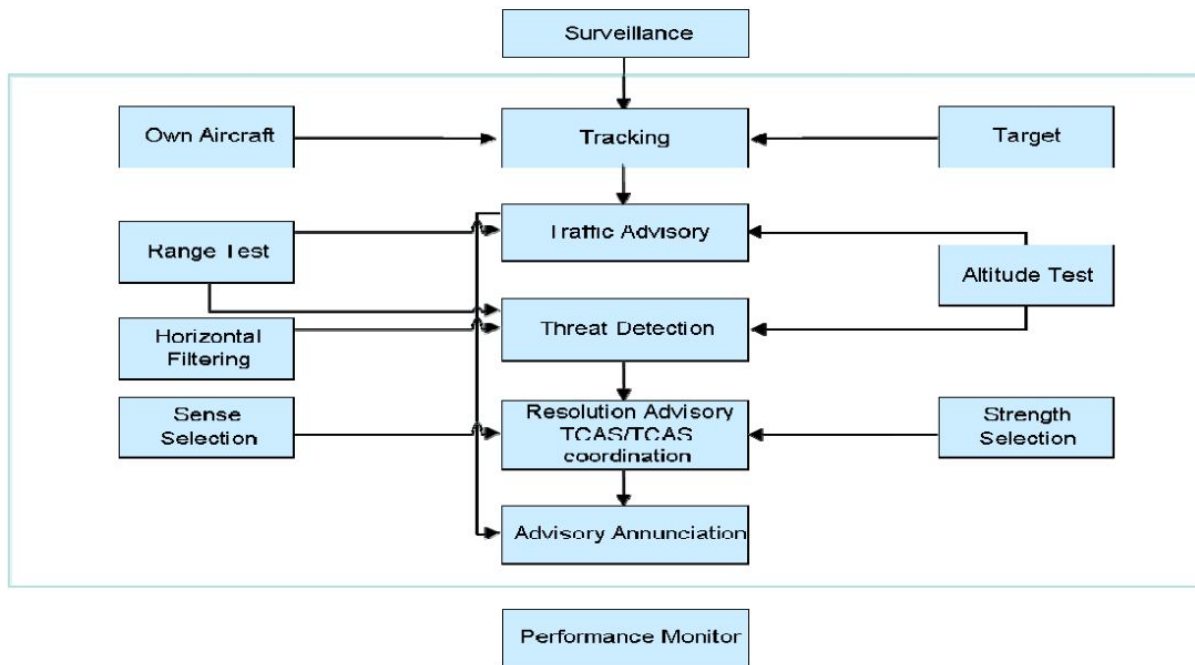 Surveillance
Own Aircraft
Tracking
Target
Range Test
Traffic Advisory
Altitude Test
Horizontal
Filtering
Threat Detection
Sense
Selection
Resolution Advisory
TCAS/TCAS
coordination
Strength
Selection
Advisory Annunciation
Performance Monitor